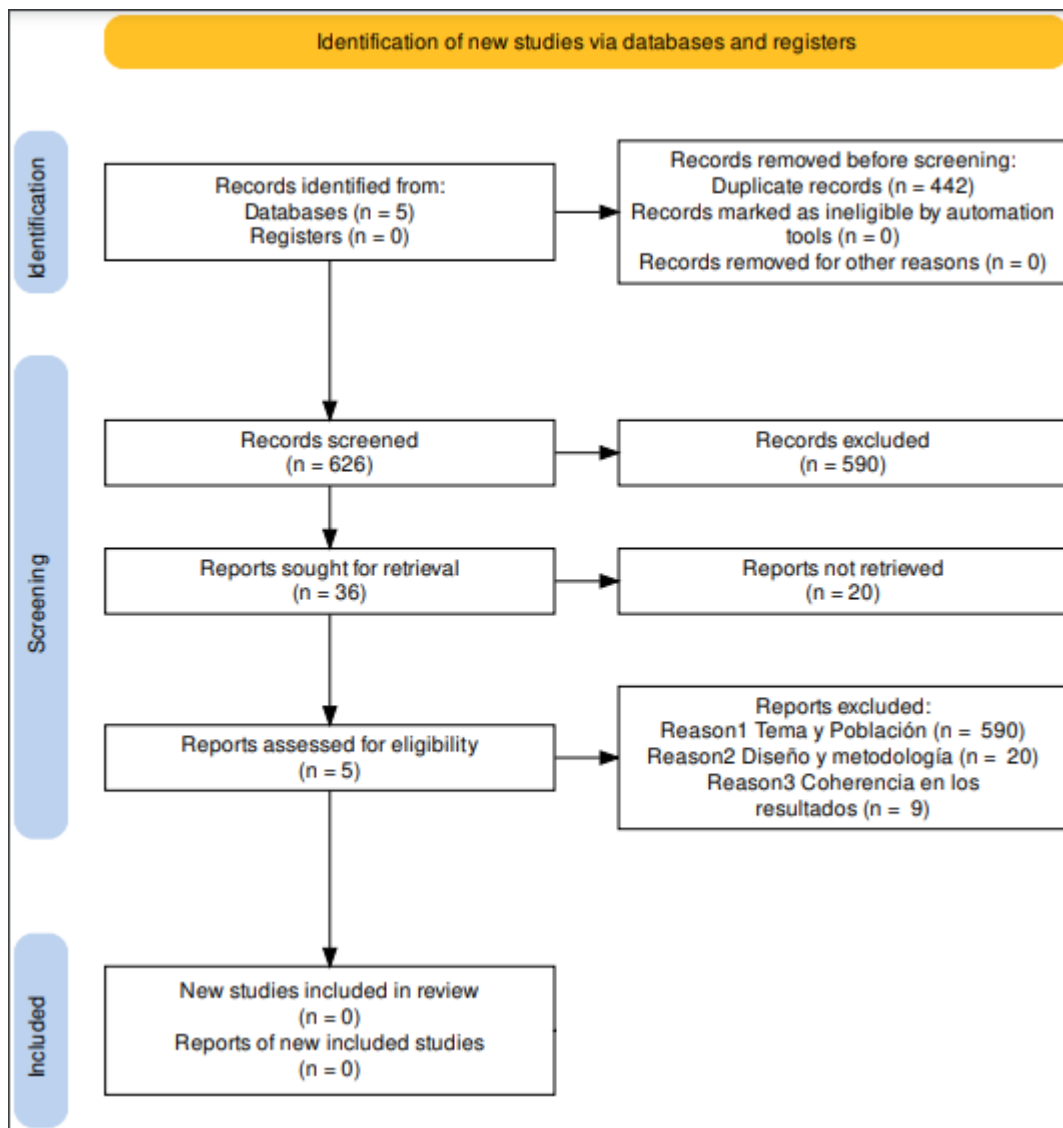 Identification of new studies via databases and registers
Identification
Records identified from:
Databases (n = 5)
Registers (n = 0)
Records removed before screening:
Duplicate records (n = 442)
Records marked as ineligible by automation
tools (n = 0)
Records removed for other reasons (n = 0)
Screening
Records screened
(n = 626)
Records excluded
(n = 590)
Reports sought for retrieval
(n = 36)
Reports not retrieved
(n = 20)
Reports assessed for eligibility
(n = 5)
Reports excluded:
Reason1 Tema y Población (n = 590)
Reason2 Diseño y metodología (n = 20)
Reason3 Coherencia en los
resultados (n = 9)
Included
New studies included in review
(n = 0)
Reports of new included studies
(n = 0)